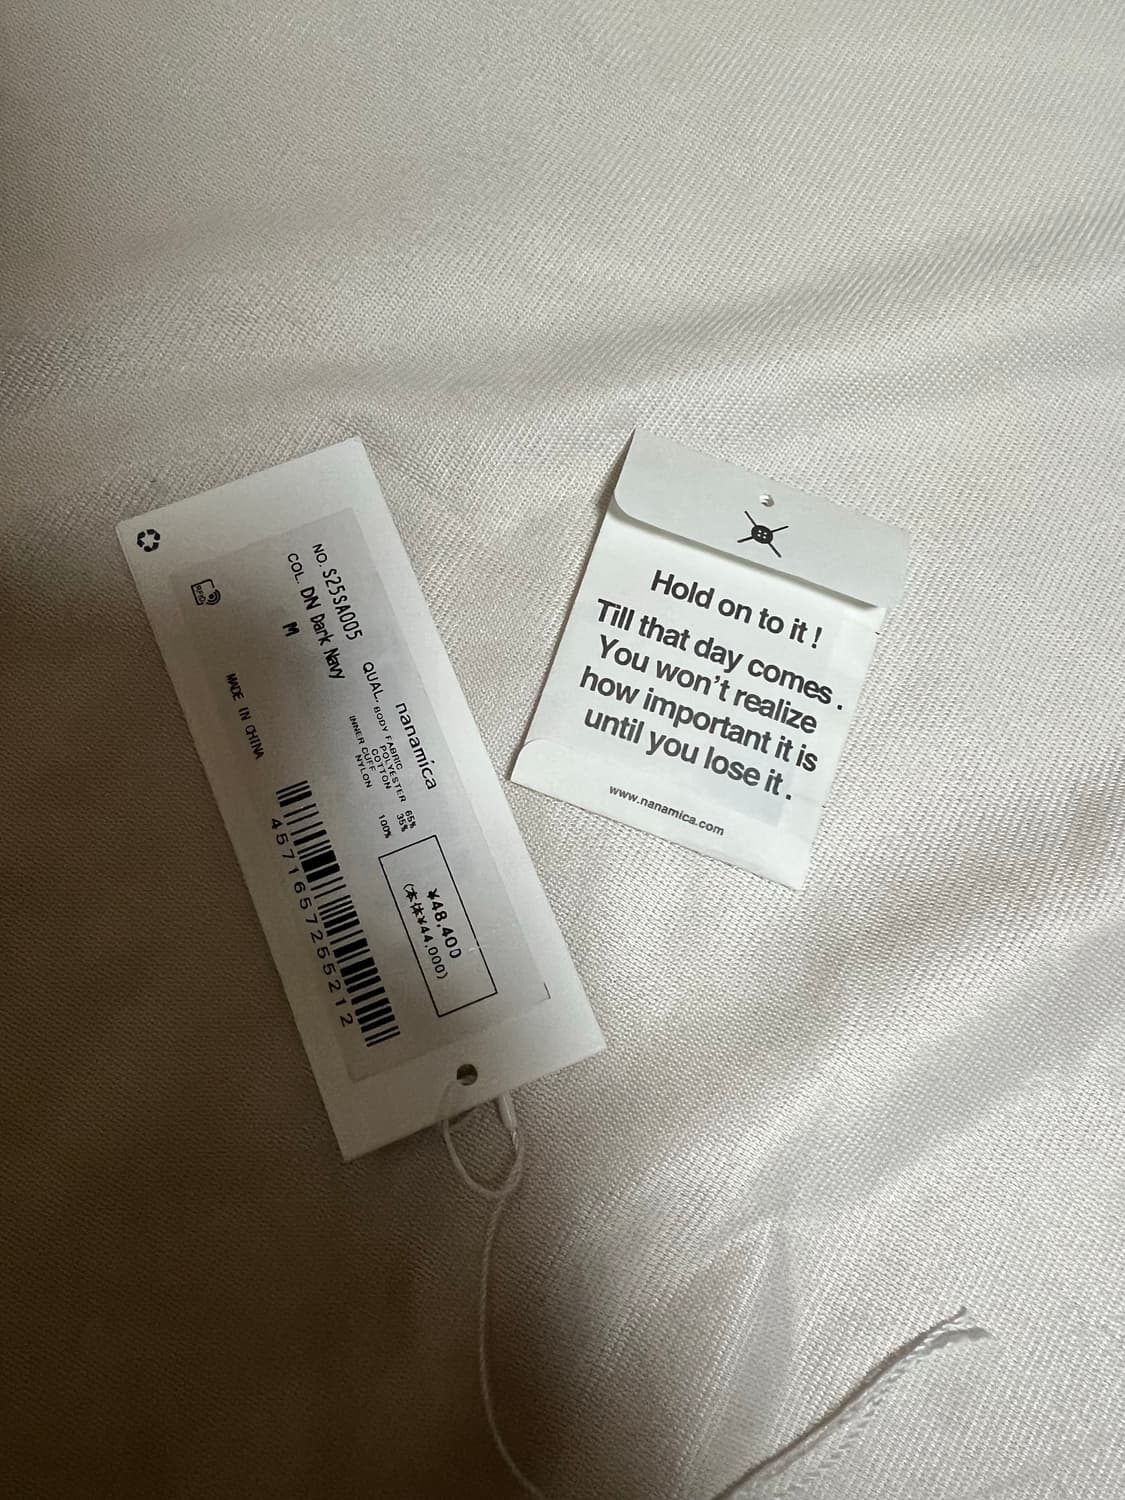 nanamica
NO. S25SA005
COL. DN Dark Navy
M
QUAL. BODY FABRIC
POLYESTER 65%
COTTON 35%
INNER CUFF
NYLON 100%
MADE IN CHINA
4571657255212
¥48,400
(本体¥44,000)
RFID
Hold on to it !
Till that day comes .
You won't realize
how important it is
until you lose it .
www.nanamica.com